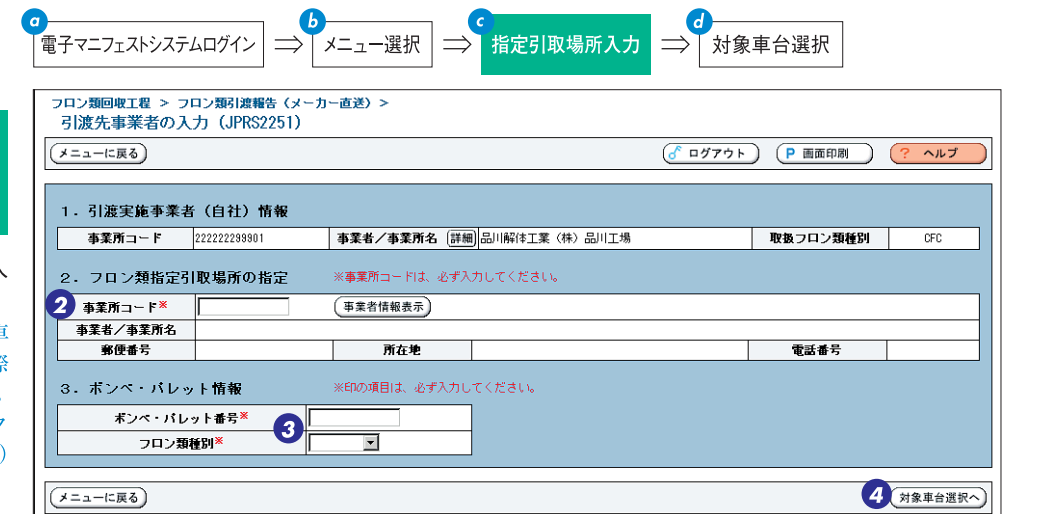 a b c d
電子マニフェストシステムログイン ⇒ メニュー選択 ⇒ 指定引取場所入力 ⇒ 対象車台選択
フロン類回収工程 > フロン類引渡報告（メーカー直送）>
引渡先事業者の入力（JPRS2251）
メニューに戻る ログアウト P 画面印刷 ? ヘルプ
1．引渡実施事業者（自社）情報
事業所コード 222222299901 事業者／事業所名 詳細 品川解体工業（株）品川工場 取扱フロン類種別 CFC
2．フロン類指定引取場所の指定 ※事業所コードは、必ず入力してください。
2 事業所コード※ 事業者情報表示
事業者／事業所名
郵便番号 所在地 電話番号
3．ボンベ・パレット情報 ※印の項目は、必ず入力してください。
ボンベ・パレット番号※
3
フロン類種別※
メニューに戻る 4 対象車台選択へ
人
際